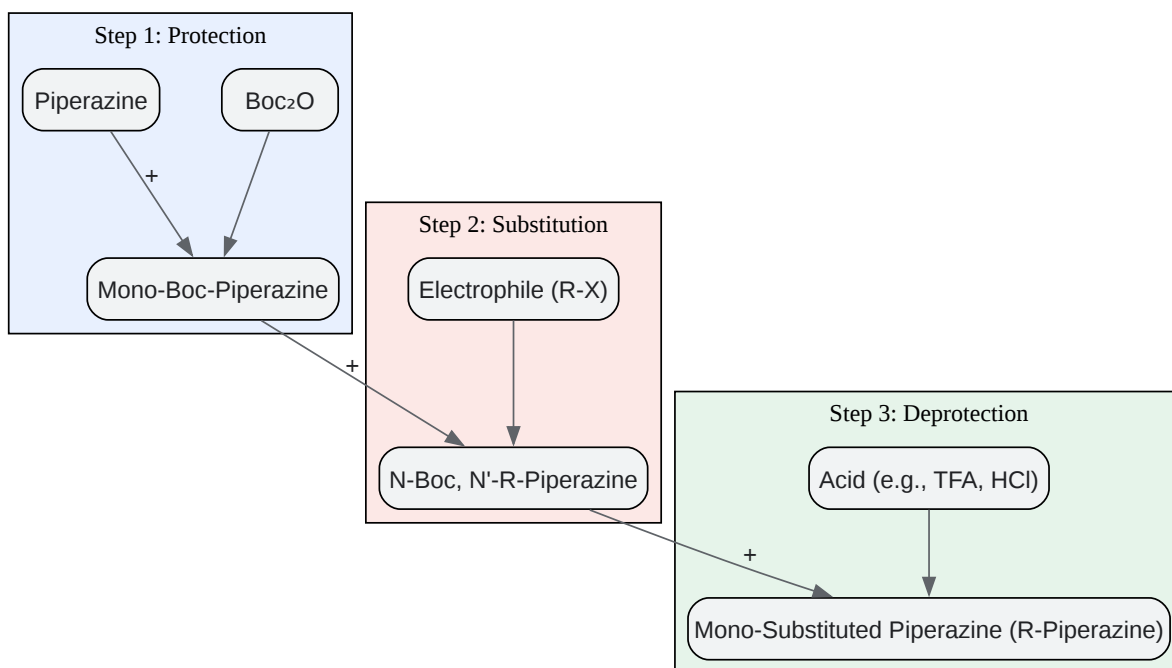 Step 1: Protection
Piperazine
Boc₂O
+
Mono-Boc-Piperazine
Step 2: Substitution
Electrophile (R-X)
+
N-Boc, N'-R-Piperazine
Step 3: Deprotection
Acid (e.g., TFA, HCl)
+
Mono-Substituted Piperazine (R-Piperazine)